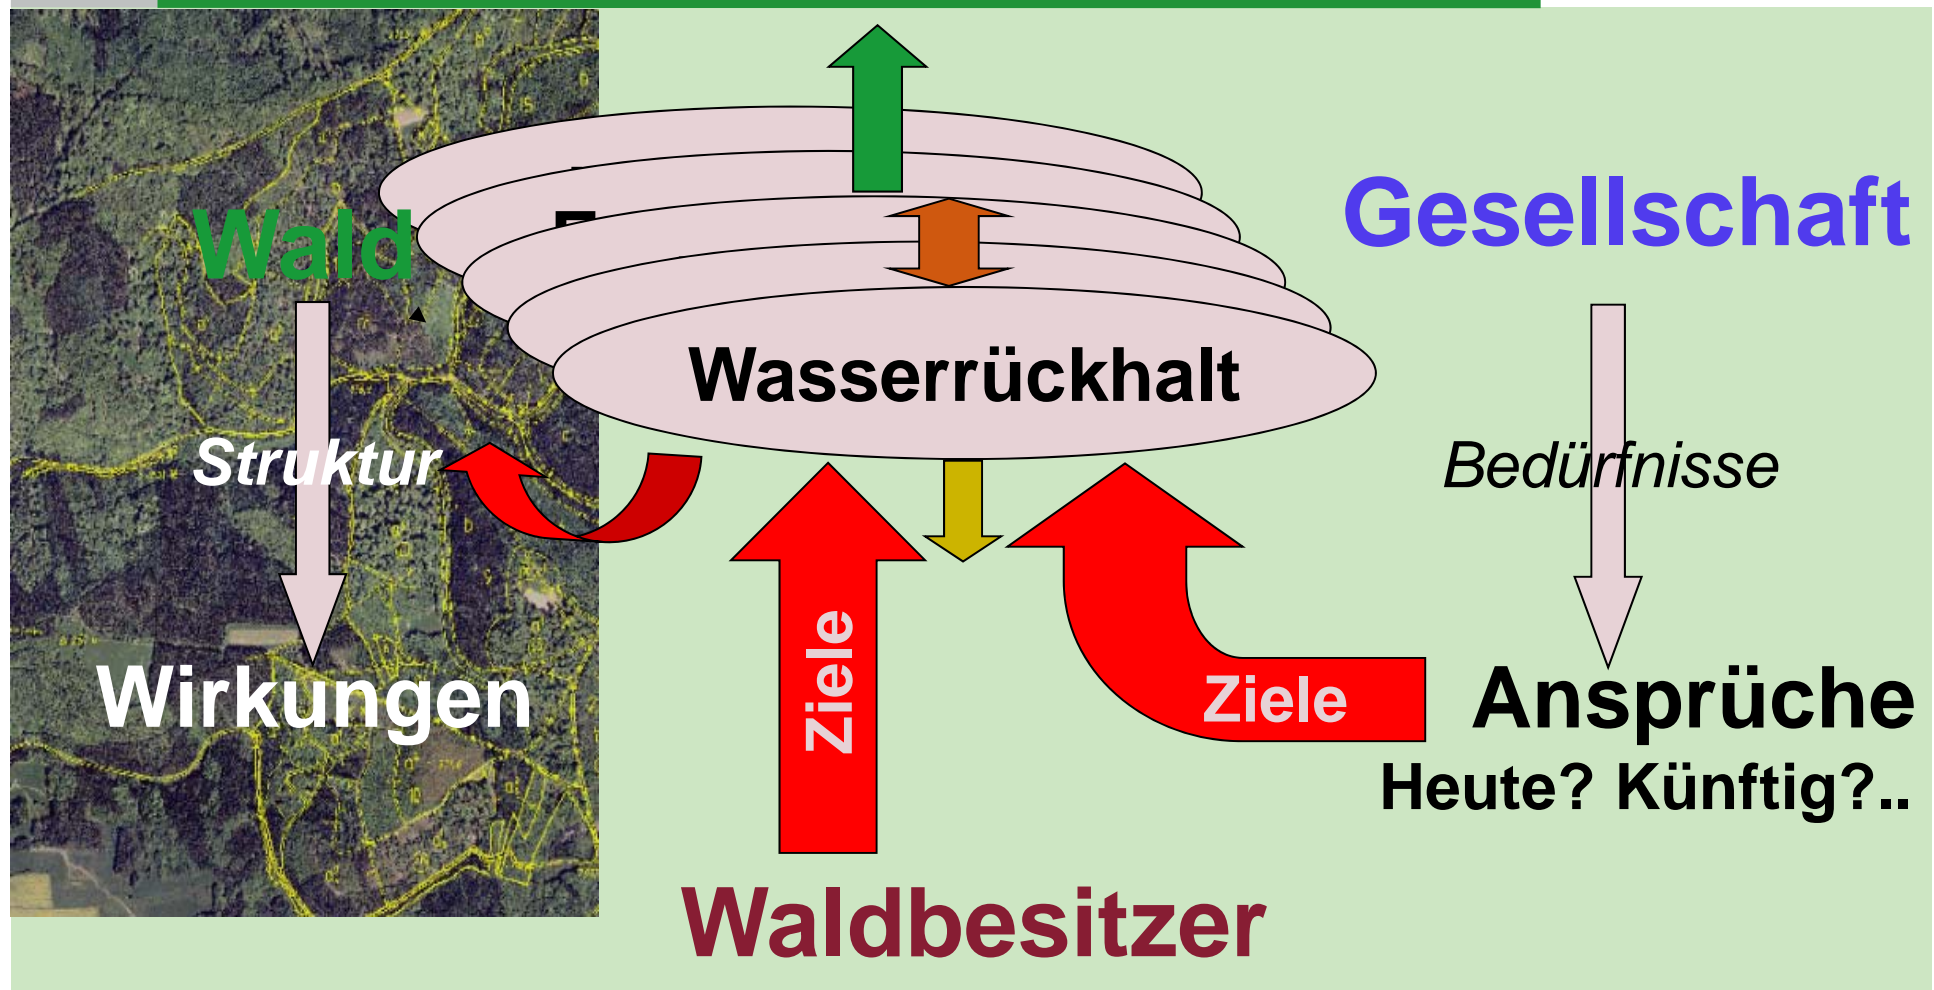 Wald
Gesellschaft
Wasserrückhalt
Struktur
Bedürfnisse
Ziele
Ziele
Wirkungen
Ansprüche
Heute? Künftig?..
Waldbesitzer